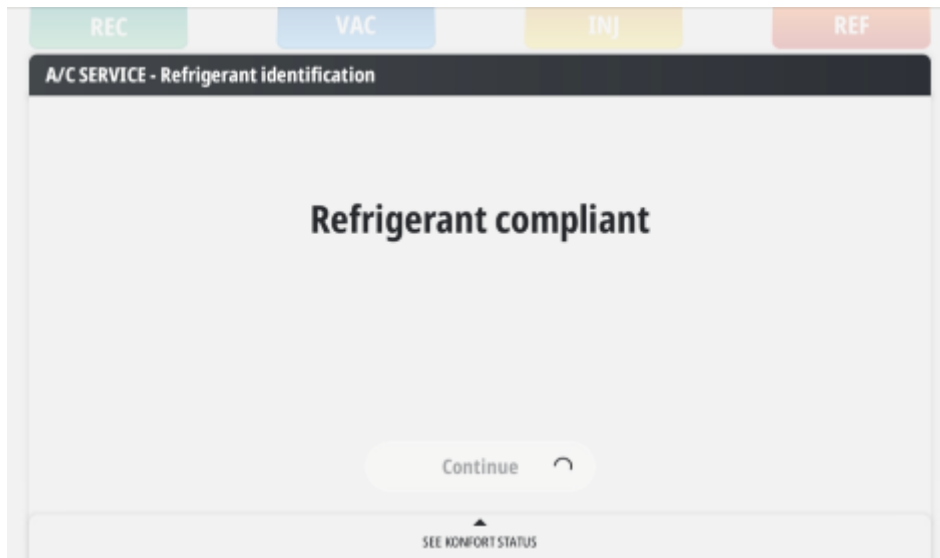 REC VAC INJ REF
A/C SERVICE - Refrigerant identification
Refrigerant compliant
Continue
SEE KONFORT STATUS